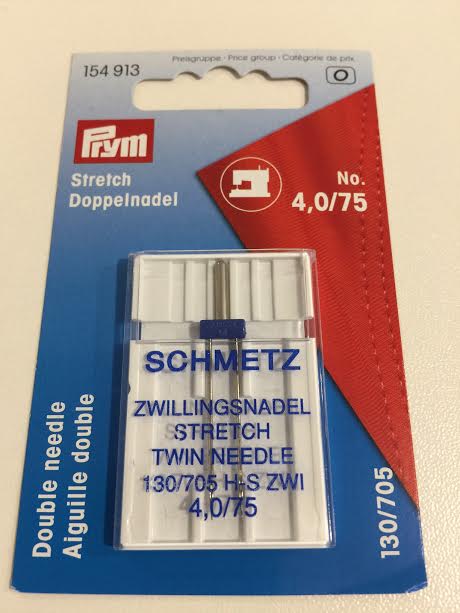 Preisgruppe · Price group · Catégorie de prix
154 913
O
Prym
Stretch
Doppelnadel
No.
4,0/75
SCHMETZ
ZWILLINGSNADEL
STRETCH
TWIN NEEDLE
130/705 H-S ZWI
4,0/75
Double needle
Aiguille double
130/705